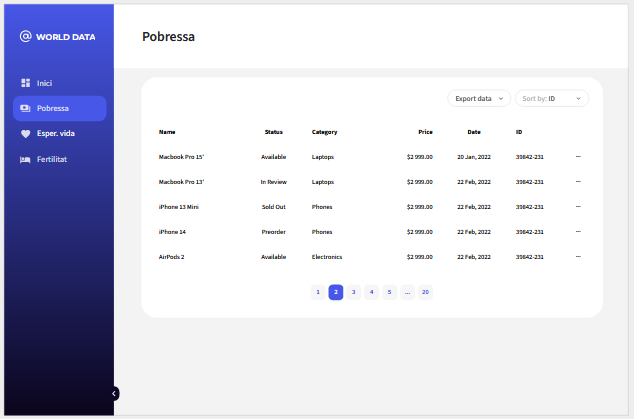 WORLD DATA
Inici
Pobressa
Esper. vida
Fertilitat
Pobressa
Export data
Sort by: ID
Name Status Category Price Date ID
Macbook Pro 15" Available Laptops $2 999.00 20 Jan, 2022 39842-231 ...
Macbook Pro 13" In Review Laptops $2 999.00 22 Feb, 2022 39842-231 ...
iPhone 13 Mini Sold Out Phones $2 999.00 22 Feb, 2022 39842-231 ...
iPhone 14 Preorder Phones $2 999.00 22 Feb, 2022 39842-231 ...
AirPods 2 Available Electronics $2 999.00 22 Feb, 2022 39842-231 ...
1 2 3 4 5 ... 20